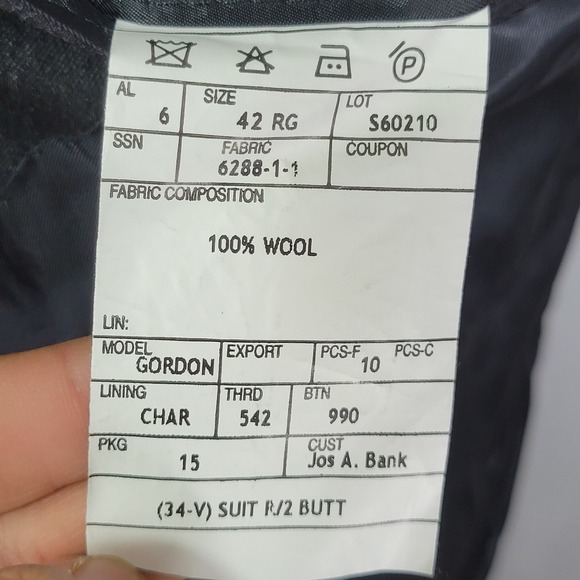 P
AL 6 SIZE 42 RG LOT S60210
SSN FABRIC 6288-1-1 COUPON
FABRIC COMPOSITION
100% WOOL
LIN:
MODEL GORDON EXPORT PCS-F 10 PCS-C
LINING CHAR THRD 542 BTN 990
PKG 15 CUST Jos A. Bank
(34-V) SUIT R/2 BUTT